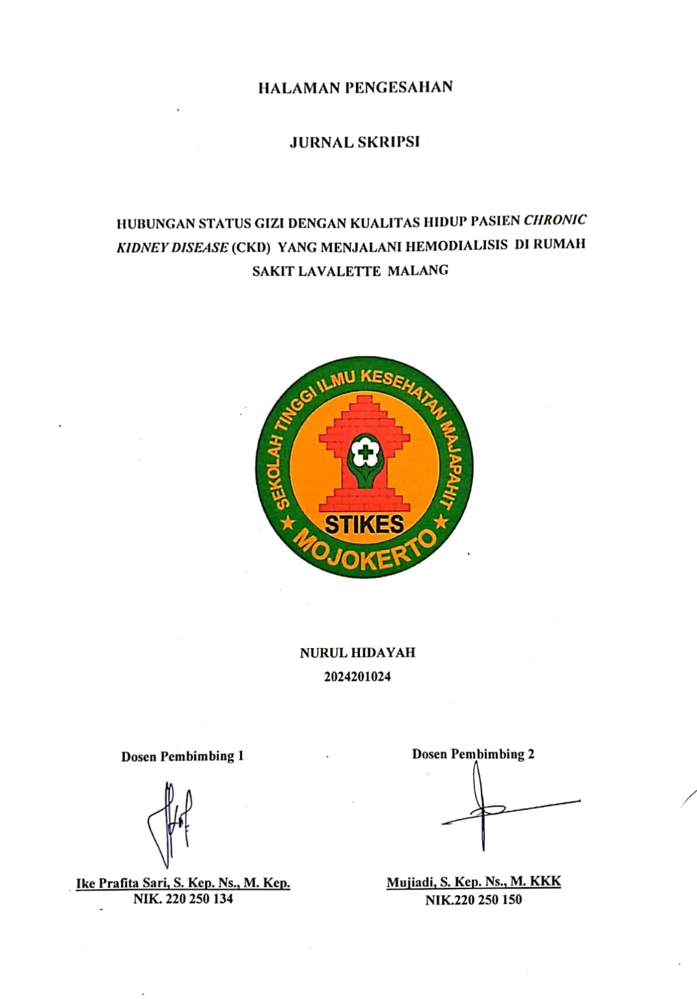 HALAMAN PENGESAHAN
JURNAL SKRIPSI
HUBUNGAN STATUS GIZI DENGAN KUALITAS HIDUP PASIEN CHRONIC
KIDNEY DISEASE (CKD) YANG MENJALANI HEMODIALISIS DI RUMAH
SAKIT LAVALETTE MALANG
SEKOLAH TINGGI ILMU KESEHATAN MAJAPAHIT
STIKES
MOJOKERTO
NURUL HIDAYAH
2024201024
Dosen Pembimbing 1
Dosen Pembimbing 2
Ike Prafita Sari, S. Kep. Ns., M. Kep.
NIK. 220 250 134
Mujiadi, S. Kep. Ns., M. KKK
NIK.220 250 150